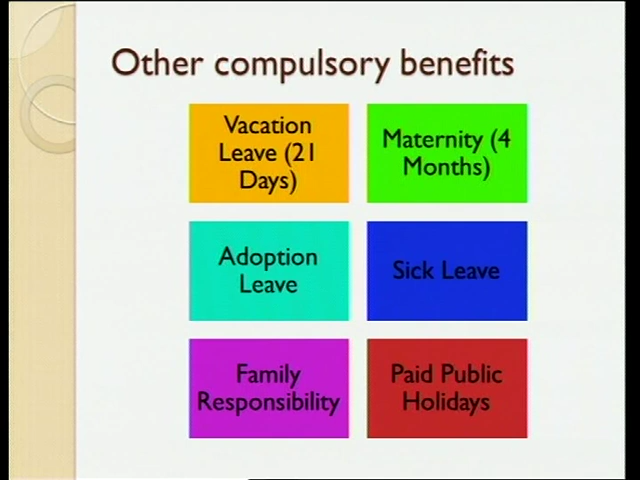 Other compulsory benefits
Vacation
Leave (21
Days)
Maternity (4
Months)
Adoption
Leave
Sick Leave
Family
Responsibility
Paid Public
Holidays